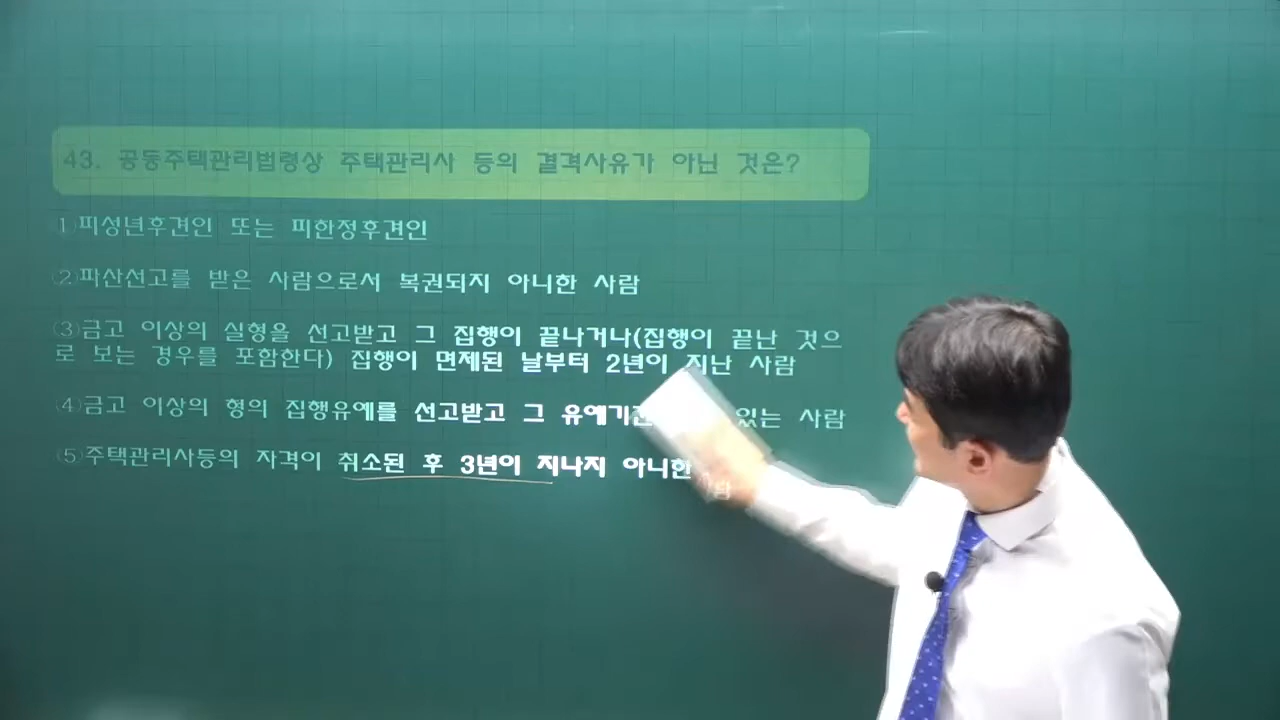 43. 공동주택관리법령상 주택관리사 등의 결격사유가 아닌 것은?
①피성년후견인 또는 피한정후견인
②파산선고를 받은 사람으로서 복권되지 아니한 사람
③금고 이상의 실형을 선고받고 그 집행이 끝나거나(집행이 끝난 것으
로 보는 경우를 포함한다) 집행이 면제된 날부터 2년이 지난 사람
④금고 이상의 형의 집행유예를 선고받고 그 유예기간 있는 사람
⑤주택관리사등의 자격이 취소된 후 3년이 지나지 아니한 사람